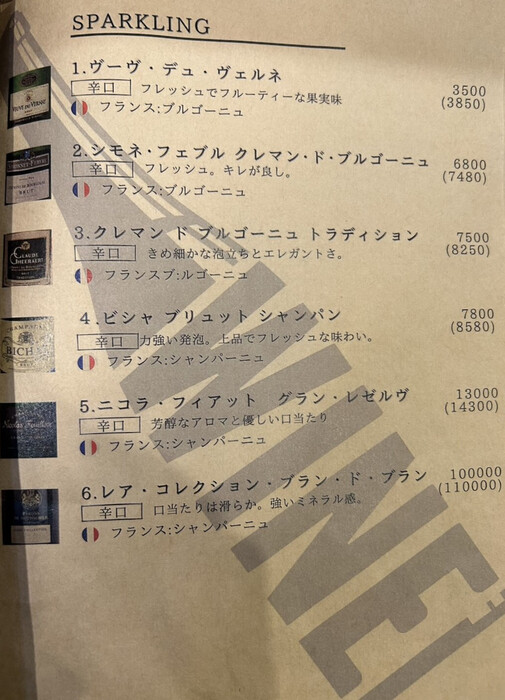 SPARKLING
1.ヴーヴ・デュ・ヴェルネ
辛口 フレッシュでフルーティーな果実味 3500
フランス:ブルゴーニュ (3850)
2.シモネ・フェブル クレマン・ド・ブルゴーニュ 6800
辛口 フレッシュ。キレが良し。 (7480)
フランス:ブルゴーニュ
3.クレマン ド ブルゴーニュ トラディション 7500
辛口 きめ細かな泡立ちとエレガントさ。 (8250)
フランスブ:ルゴーニュ
4.ビシャ ブリュット シャンパン 7800
辛口 力強い発泡。上品でフレッシュな味わい。 (8580)
フランス:シャンパーニュ
5.ニコラ・フィアット グラン・レゼルヴ 13000
辛口 芳醇なアロマと優しい口当たり (14300)
フランス:シャンパーニュ
6.レア・コレクション・ブラン・ド・ブラン 100000
辛口 口当たりは滑らか。強いミネラル感。 (110000)
フランス:シャンパーニュ
WINE